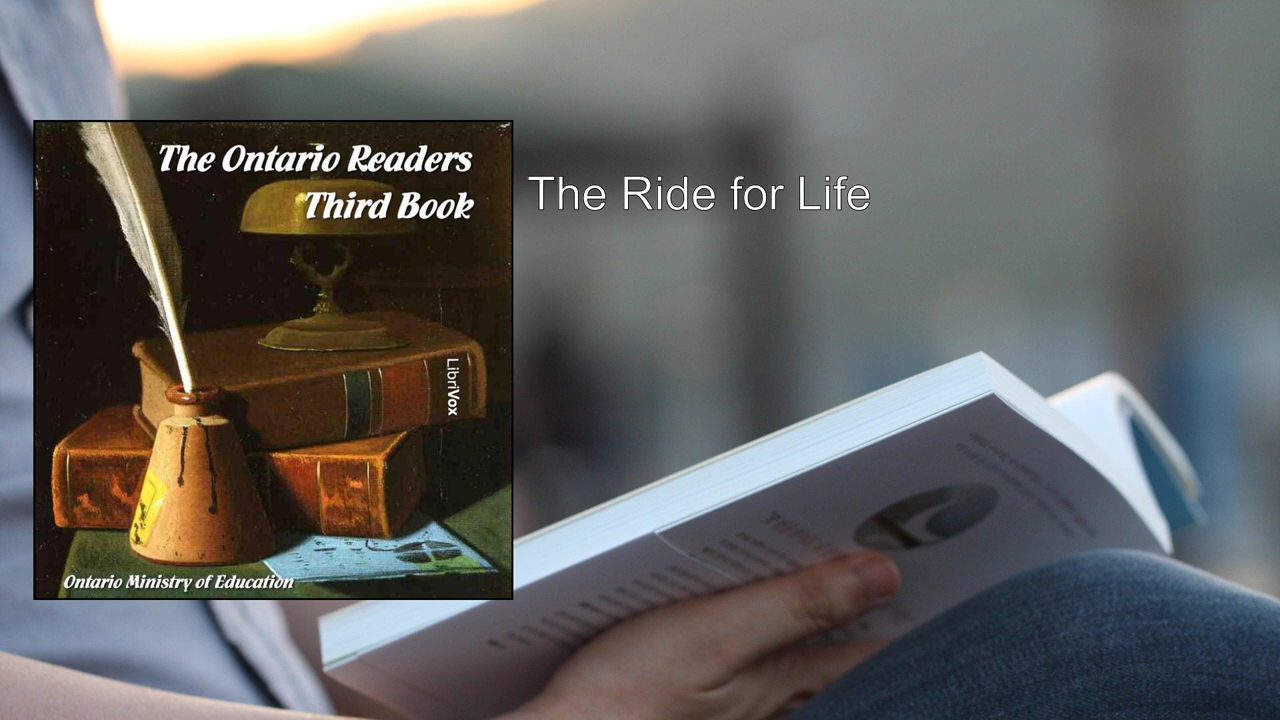 The Ontario Readers
Third Book
The Ride for Life
LibriVox
Ontario Ministry of Education